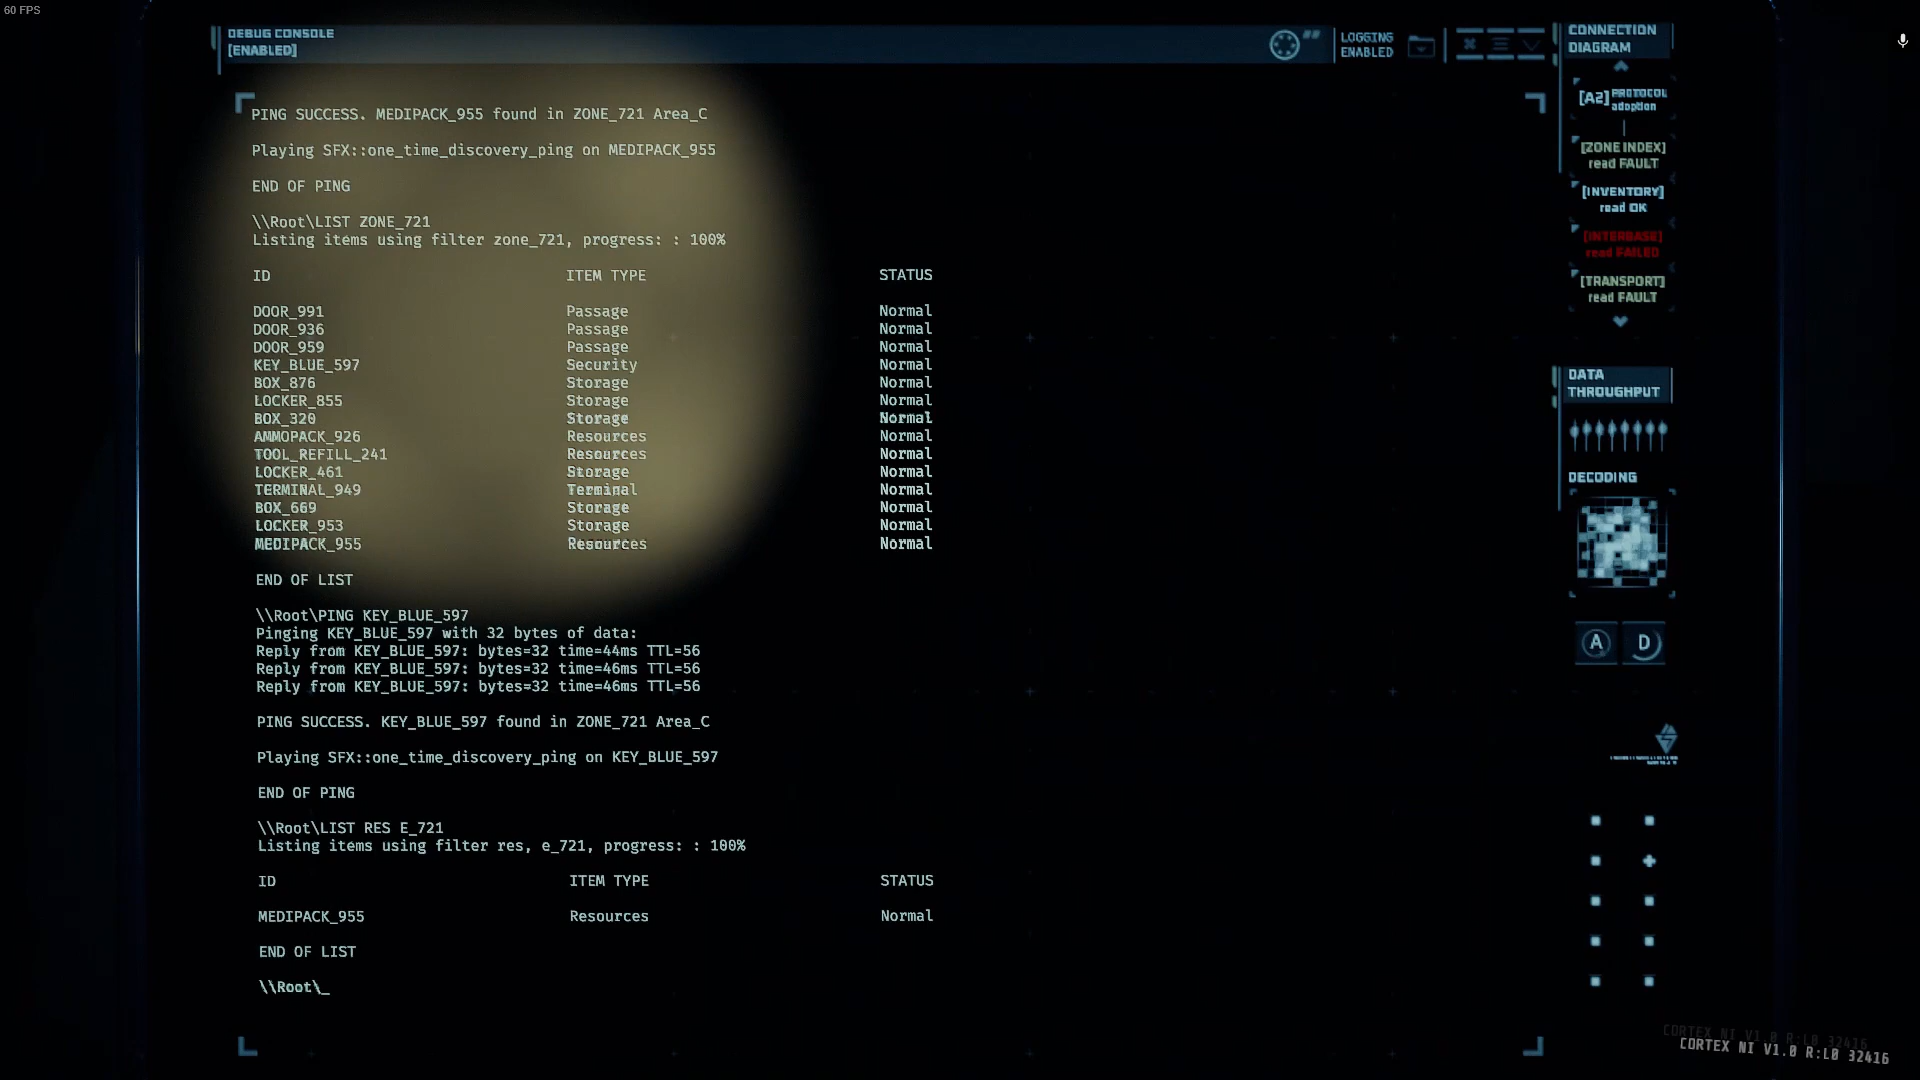 60 FPS
DEBUG CONSOLE
[ENABLED]
LOGGING
ENABLED
PING SUCCESS. MEDIPACK_955 found in ZONE_721 Area_C
Playing SFX::one_time_discovery_ping on MEDIPACK_955
END OF PING
\\Root\LIST ZONE_721
Listing items using filter zone_721, progress: : 100%
ID ITEM TYPE STATUS
DOOR_991 Passage Normal
DOOR_936 Passage Normal
DOOR_959 Passage Normal
KEY_BLUE_597 Security Normal
BOX_876 Storage Normal
LOCKER_855 Storage Normal
BOX_320 Storage Normal
AMMOPACK_926 Resources Normal
TOOL_REFILL_241 Resources Normal
LOCKER_461 Storage Normal
TERMINAL_949 Terminal Normal
BOX_669 Storage Normal
LOCKER_953 Storage Normal
MEDIPACK_955 Resources Normal
END OF LIST
\\Root\PING KEY_BLUE_597
Pinging KEY_BLUE_597 with 32 bytes of data:
Reply from KEY_BLUE_597: bytes=32 time=44ms TTL=56
Reply from KEY_BLUE_597: bytes=32 time=46ms TTL=56
Reply from KEY_BLUE_597: bytes=32 time=46ms TTL=56
PING SUCCESS. KEY_BLUE_597 found in ZONE_721 Area_C
Playing SFX::one_time_discovery_ping on KEY_BLUE_597
END OF PING
\\Root\LIST RES E_721
Listing items using filter res, e_721, progress: : 100%
ID ITEM TYPE STATUS
MEDIPACK_955 Resources Normal
END OF LIST
\\Root\_
CONNECTION
DIAGRAM
[A2] PROTOCOL
adoption
[ZONE INDEX]
read FAULT
[INVENTORY]
read OK
[INTERBASE]
read FAILED
[TRANSPORT]
read FAULT
DATA
THROUGHPUT
DECODING
A D
CORTEX NI V1.0 R:L0 32416